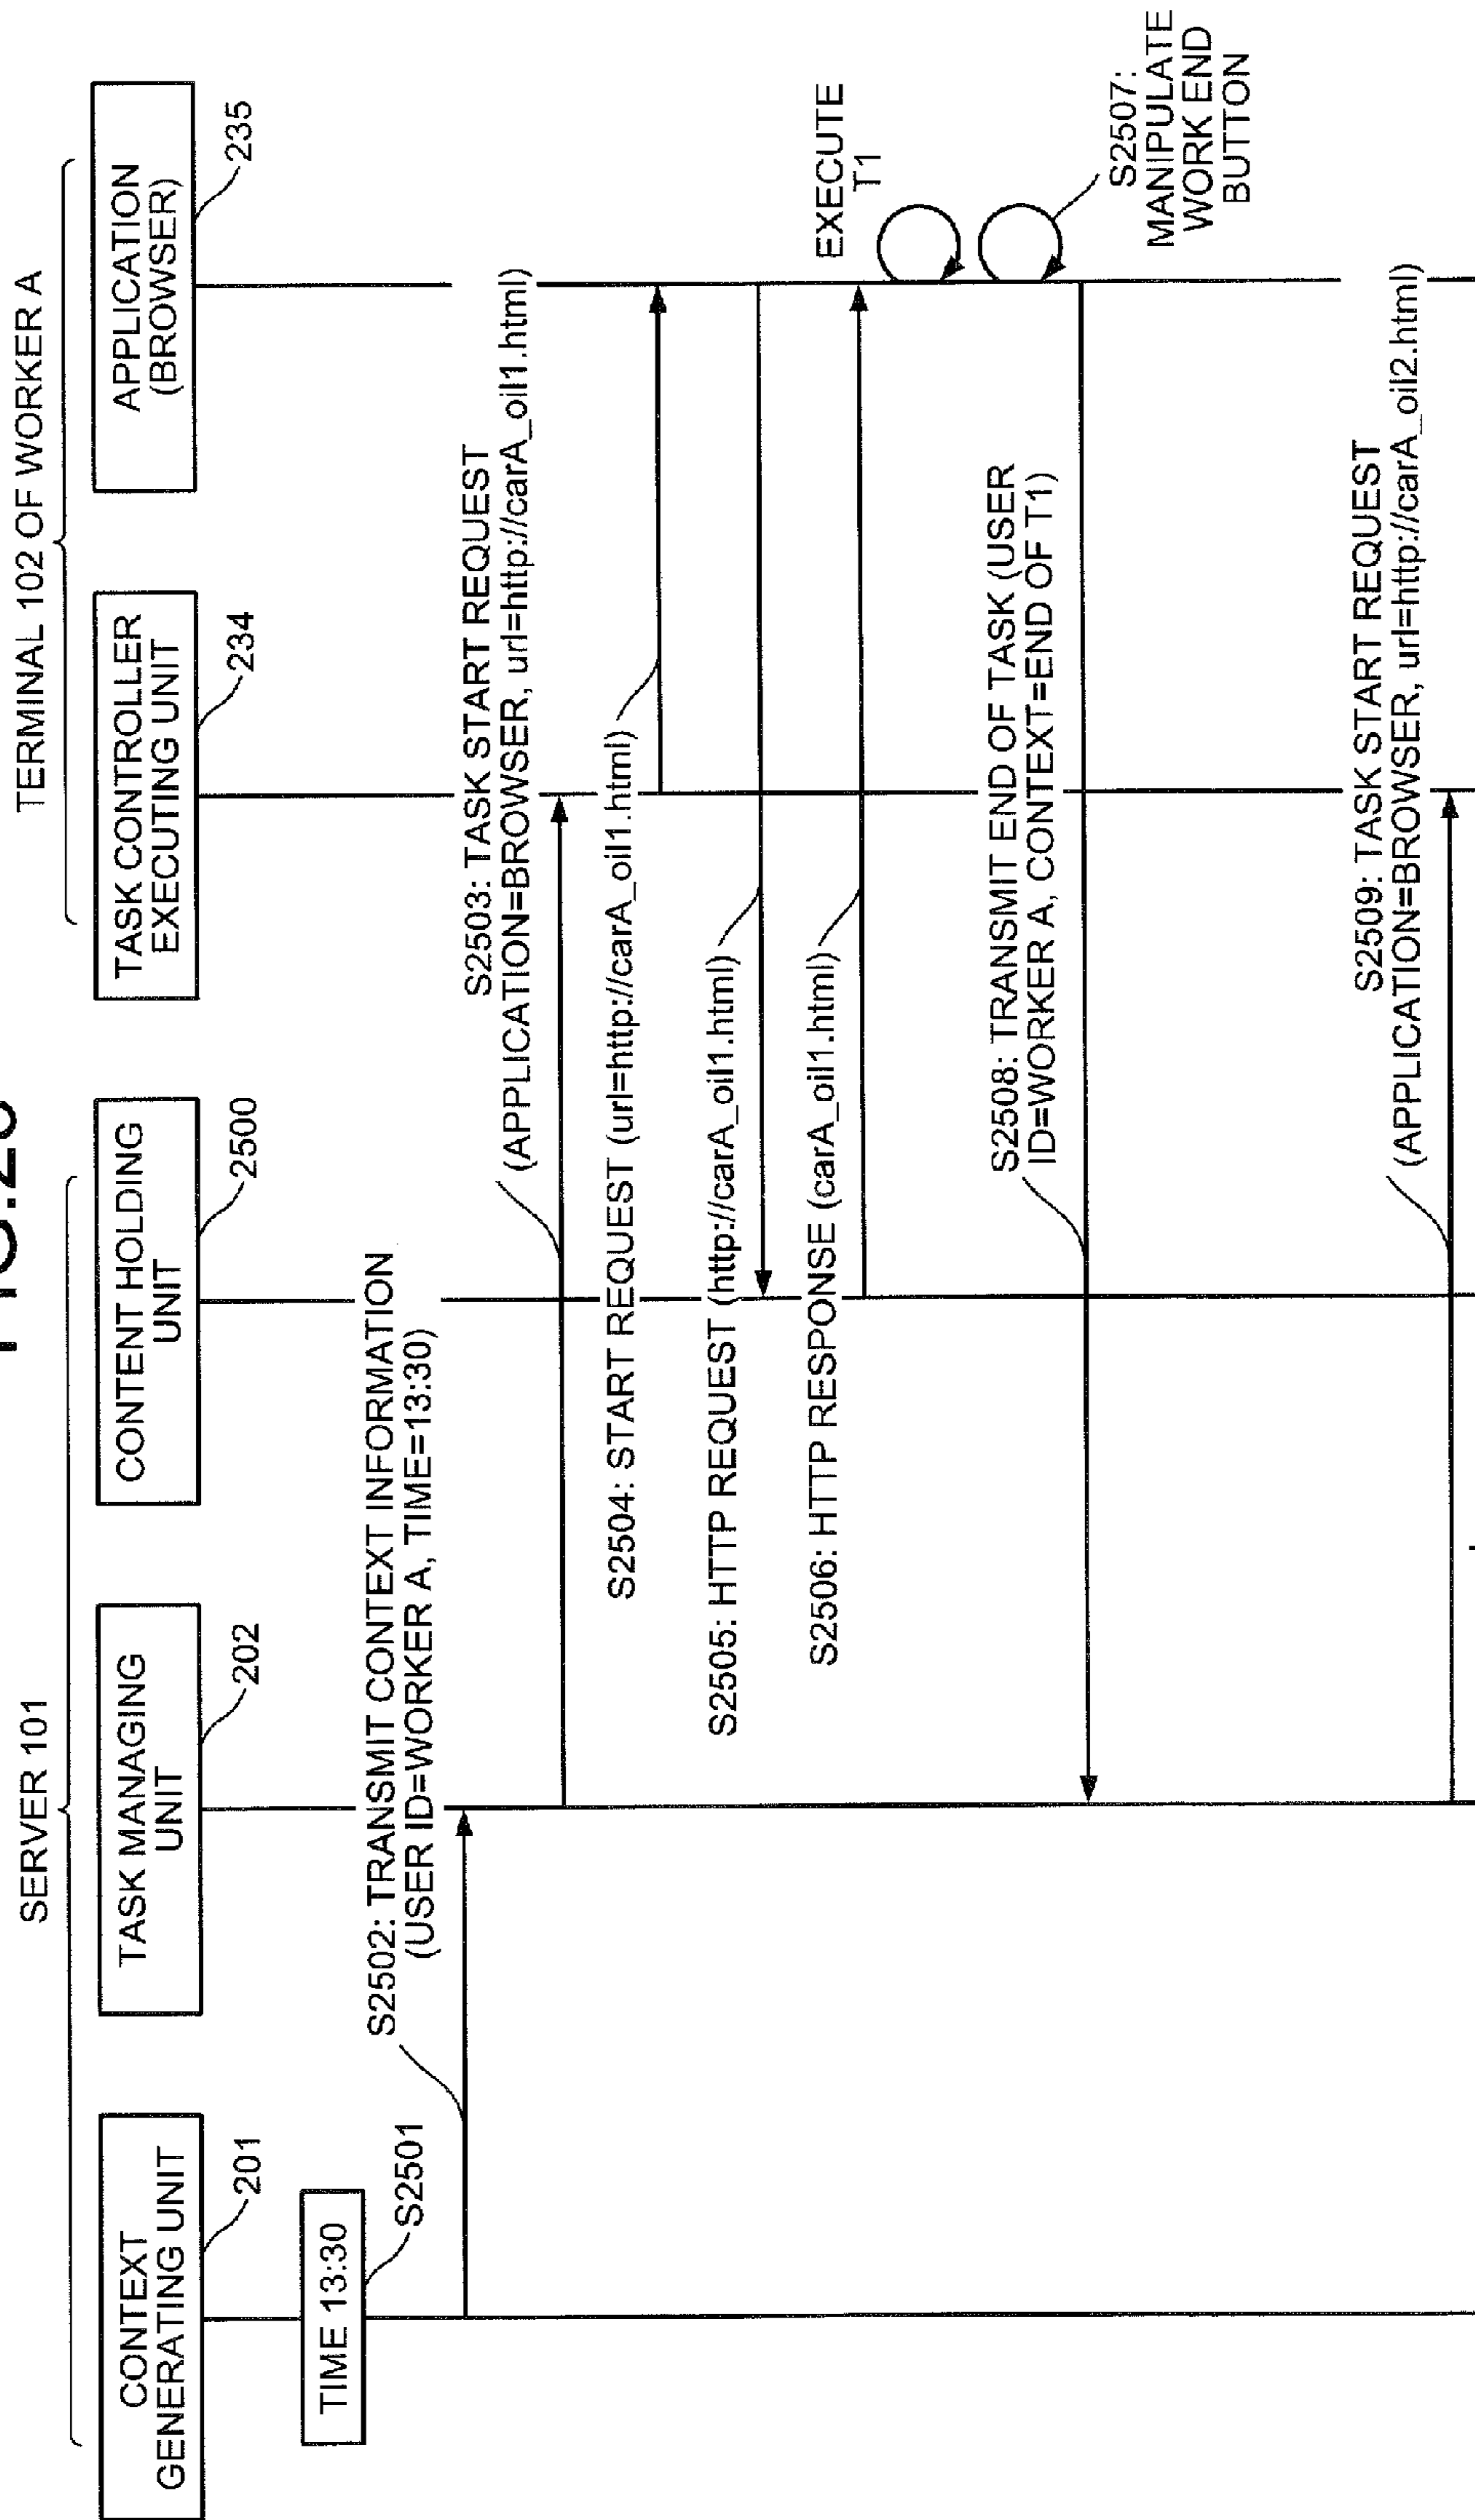 SERVER 101
TERMINAL 102 OF WORKER A
CONTEXT
GENERATING UNIT
201
TASK MANAGING
UNIT
202
CONTENT HOLDING
UNIT
2500
TASK CONTROLLER
EXECUTING UNIT
234
APPLICATION
(BROWSER)
235
TIME 13:30
S2501
S2502: TRANSMIT CONTEXT INFORMATION
(USER ID=WORKER A, TIME=13:30)
S2503: TASK START REQUEST
(APPLICATION=BROWSER, url=http://carA_oil1.html)
S2504: START REQUEST (url=http://carA_oil1.html)
S2505: HTTP REQUEST (http://carA_oil1.html)
S2506: HTTP RESPONSE (carA_oil1.html)
EXECUTE
T1
S2507:
MANIPULATE
WORK END
BUTTON
S2508: TRANSMIT END OF TASK (USER
ID=WORKER A, CONTEXT=END OF T1)
S2509: TASK START REQUEST
(APPLICATION=BROWSER, url=http://carA_oil2.html)